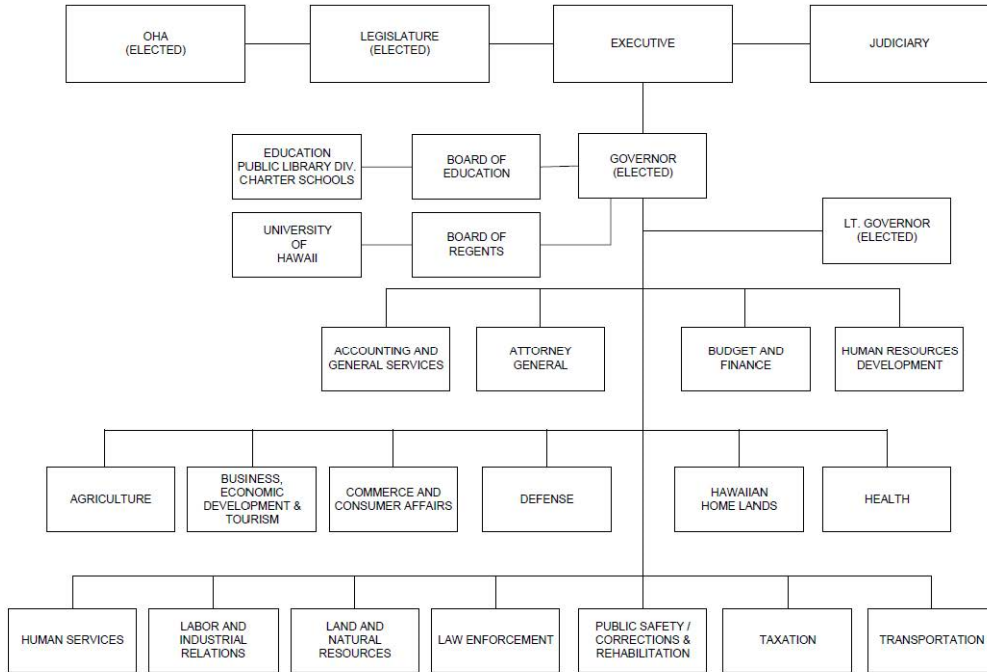 OHA
(ELECTED)
LEGISLATURE
(ELECTED)
EXECUTIVE
JUDICIARY
EDUCATION
PUBLIC LIBRARY DIV.
CHARTER SCHOOLS
BOARD OF
EDUCATION
GOVERNOR
(ELECTED)
UNIVERSITY
OF
HAWAII
BOARD OF
REGENTS
LT. GOVERNOR
(ELECTED)
ACCOUNTING AND
GENERAL SERVICES
ATTORNEY
GENERAL
BUDGET AND
FINANCE
HUMAN RESOURCES
DEVELOPMENT
AGRICULTURE
BUSINESS,
ECONOMIC
DEVELOPMENT &
TOURISM
COMMERCE AND
CONSUMER AFFAIRS
DEFENSE
HAWAIIAN
HOME LANDS
HEALTH
HUMAN SERVICES
LABOR AND
INDUSTRIAL
RELATIONS
LAND AND
NATURAL
RESOURCES
LAW ENFORCEMENT
PUBLIC SAFETY /
CORRECTIONS &
REHABILITATION
TAXATION
TRANSPORTATION